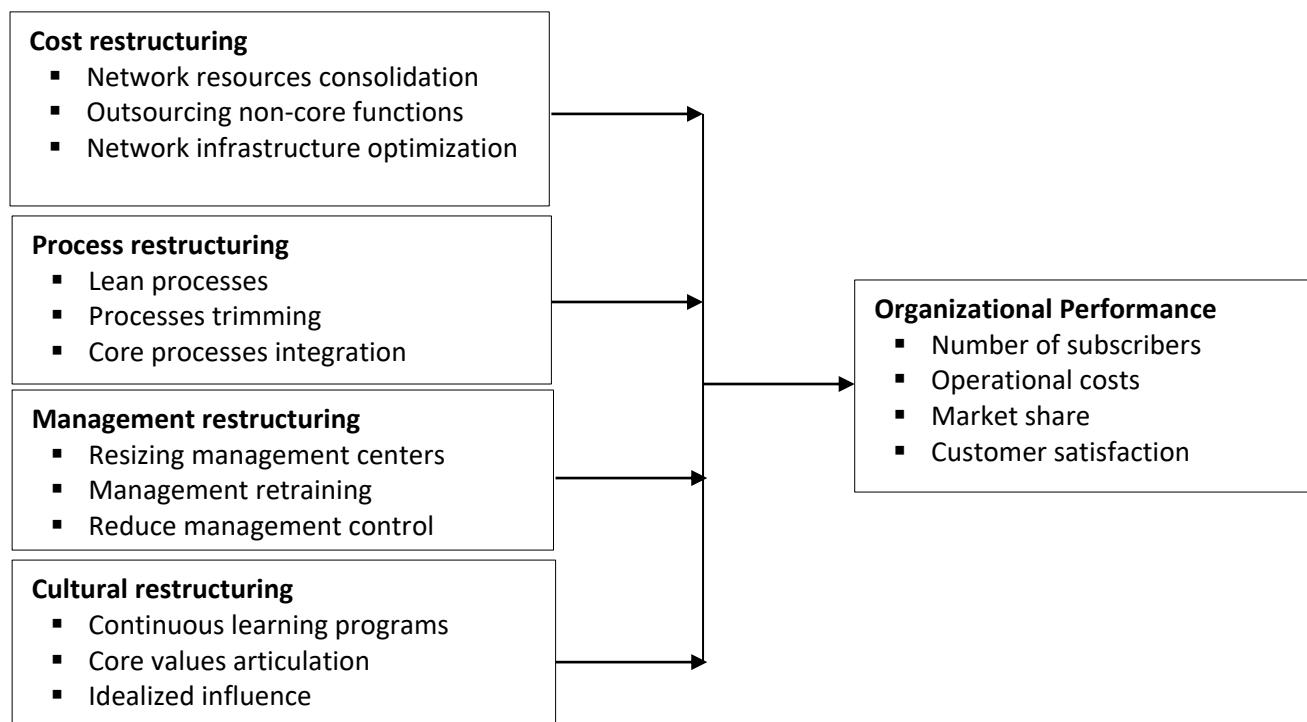 Cost restructuring
▪ Network resources consolidation
▪ Outsourcing non-core functions
▪ Network infrastructure optimization
Process restructuring
▪ Lean processes
▪ Processes trimming
▪ Core processes integration
Management restructuring
▪ Resizing management centers
▪ Management retraining
▪ Reduce management control
Cultural restructuring
▪ Continuous learning programs
▪ Core values articulation
▪ Idealized influence
Organizational Performance
▪ Number of subscribers
▪ Operational costs
▪ Market share
▪ Customer satisfaction